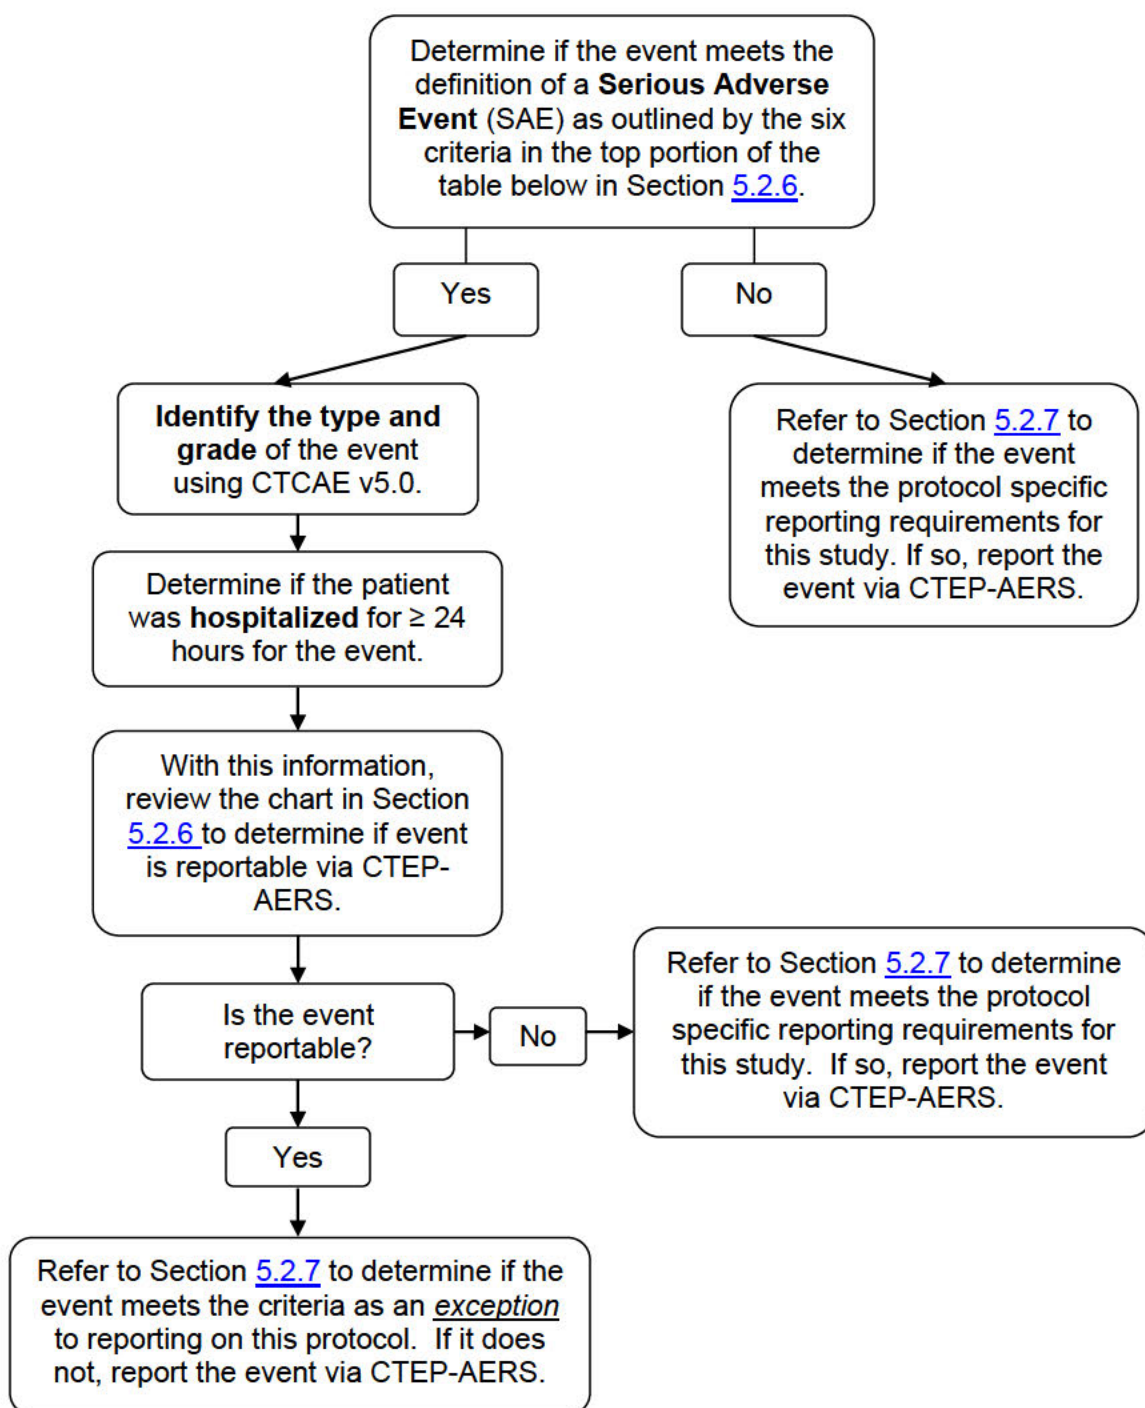 Determine if the event meets the
definition of a Serious Adverse
Event (SAE) as outlined by the six
criteria in the top portion of the
table below in Section 5.2.6.
Yes
No
Identify the type and
grade of the event
using CTCAE v5.0.
Refer to Section 5.2.7 to
determine if the event
meets the protocol specific
reporting requirements for
this study. If so, report the
event via CTEP-AERS.
Determine if the patient
was hospitalized for ≥ 24
hours for the event.
With this information,
review the chart in Section
5.2.6 to determine if event
is reportable via CTEP-
AERS.
Is the event
reportable?
No
Refer to Section 5.2.7 to determine
if the event meets the protocol
specific reporting requirements for
this study.  If so, report the event
via CTEP-AERS.
Yes
Refer to Section 5.2.7 to determine if the
event meets the criteria as an exception
to reporting on this protocol.  If it does
not, report the event via CTEP-AERS.